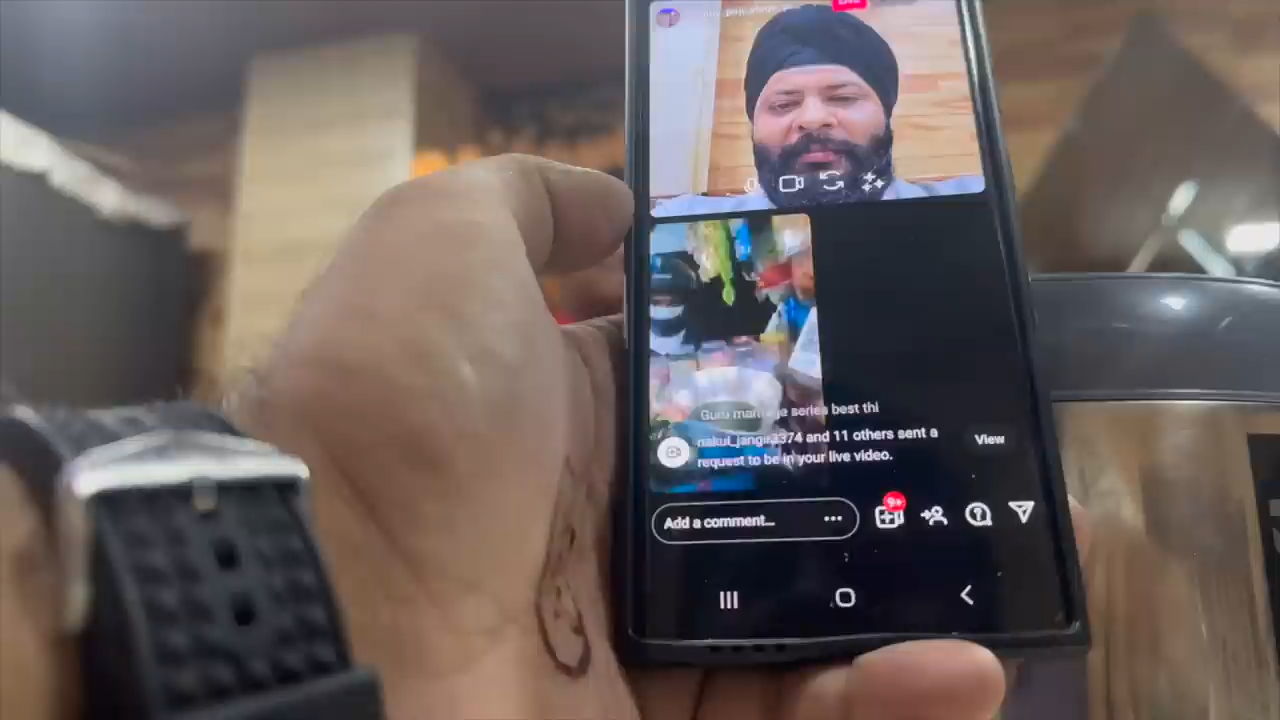 Guru marriage series best thi
nakul_jangir3374 and 11 others sent a
request to be in your live video.
View
Add a comment...
9+